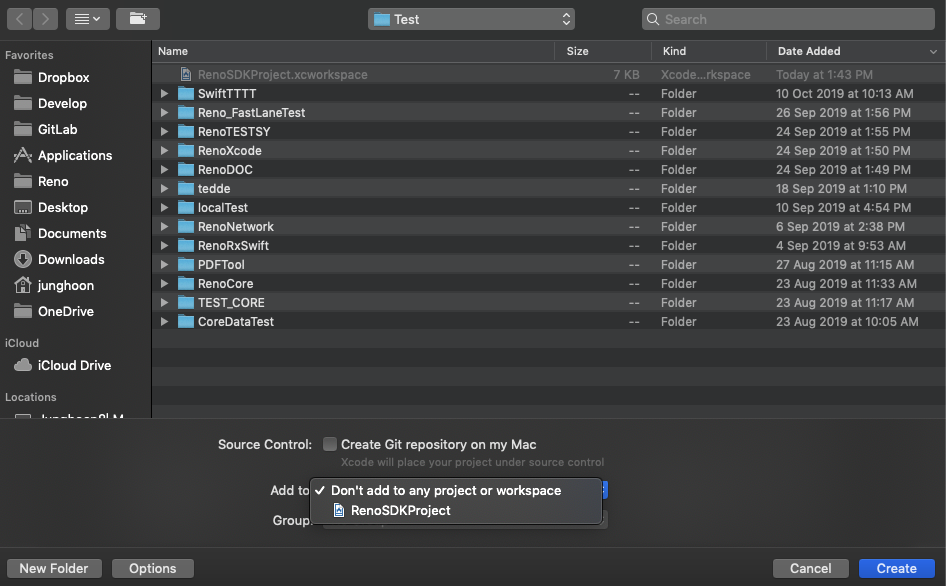 Test
Search
Favorites
Dropbox
Develop
GitLab
Applications
Reno
Desktop
Documents
Downloads
junghoon
OneDrive
iCloud
iCloud Drive
Locations
Name Size Kind Date Added
RenoSDKProject.xcworkspace 7 KB Xcode...rkspace Today at 1:43 PM
SwiftTTTT -- Folder 10 Oct 2019 at 10:13 AM
Reno_FastLaneTest -- Folder 26 Sep 2019 at 1:56 PM
RenoTESTSY -- Folder 24 Sep 2019 at 1:55 PM
RenoXcode -- Folder 24 Sep 2019 at 1:50 PM
RenoDOC -- Folder 24 Sep 2019 at 1:49 PM
tedde -- Folder 18 Sep 2019 at 1:10 PM
localTest -- Folder 10 Sep 2019 at 4:54 PM
RenoNetwork -- Folder 6 Sep 2019 at 2:38 PM
RenoRxSwift -- Folder 4 Sep 2019 at 9:53 AM
PDFTool -- Folder 27 Aug 2019 at 11:15 AM
RenoCore -- Folder 23 Aug 2019 at 11:33 AM
TEST_CORE -- Folder 23 Aug 2019 at 11:17 AM
CoreDataTest -- Folder 23 Aug 2019 at 10:05 AM
Source Control: Create Git repository on my Mac
Xcode will place your project under source control
Add to ✓ Don't add to any project or workspace
RenoSDKProject
Group:
New Folder Options Cancel Create